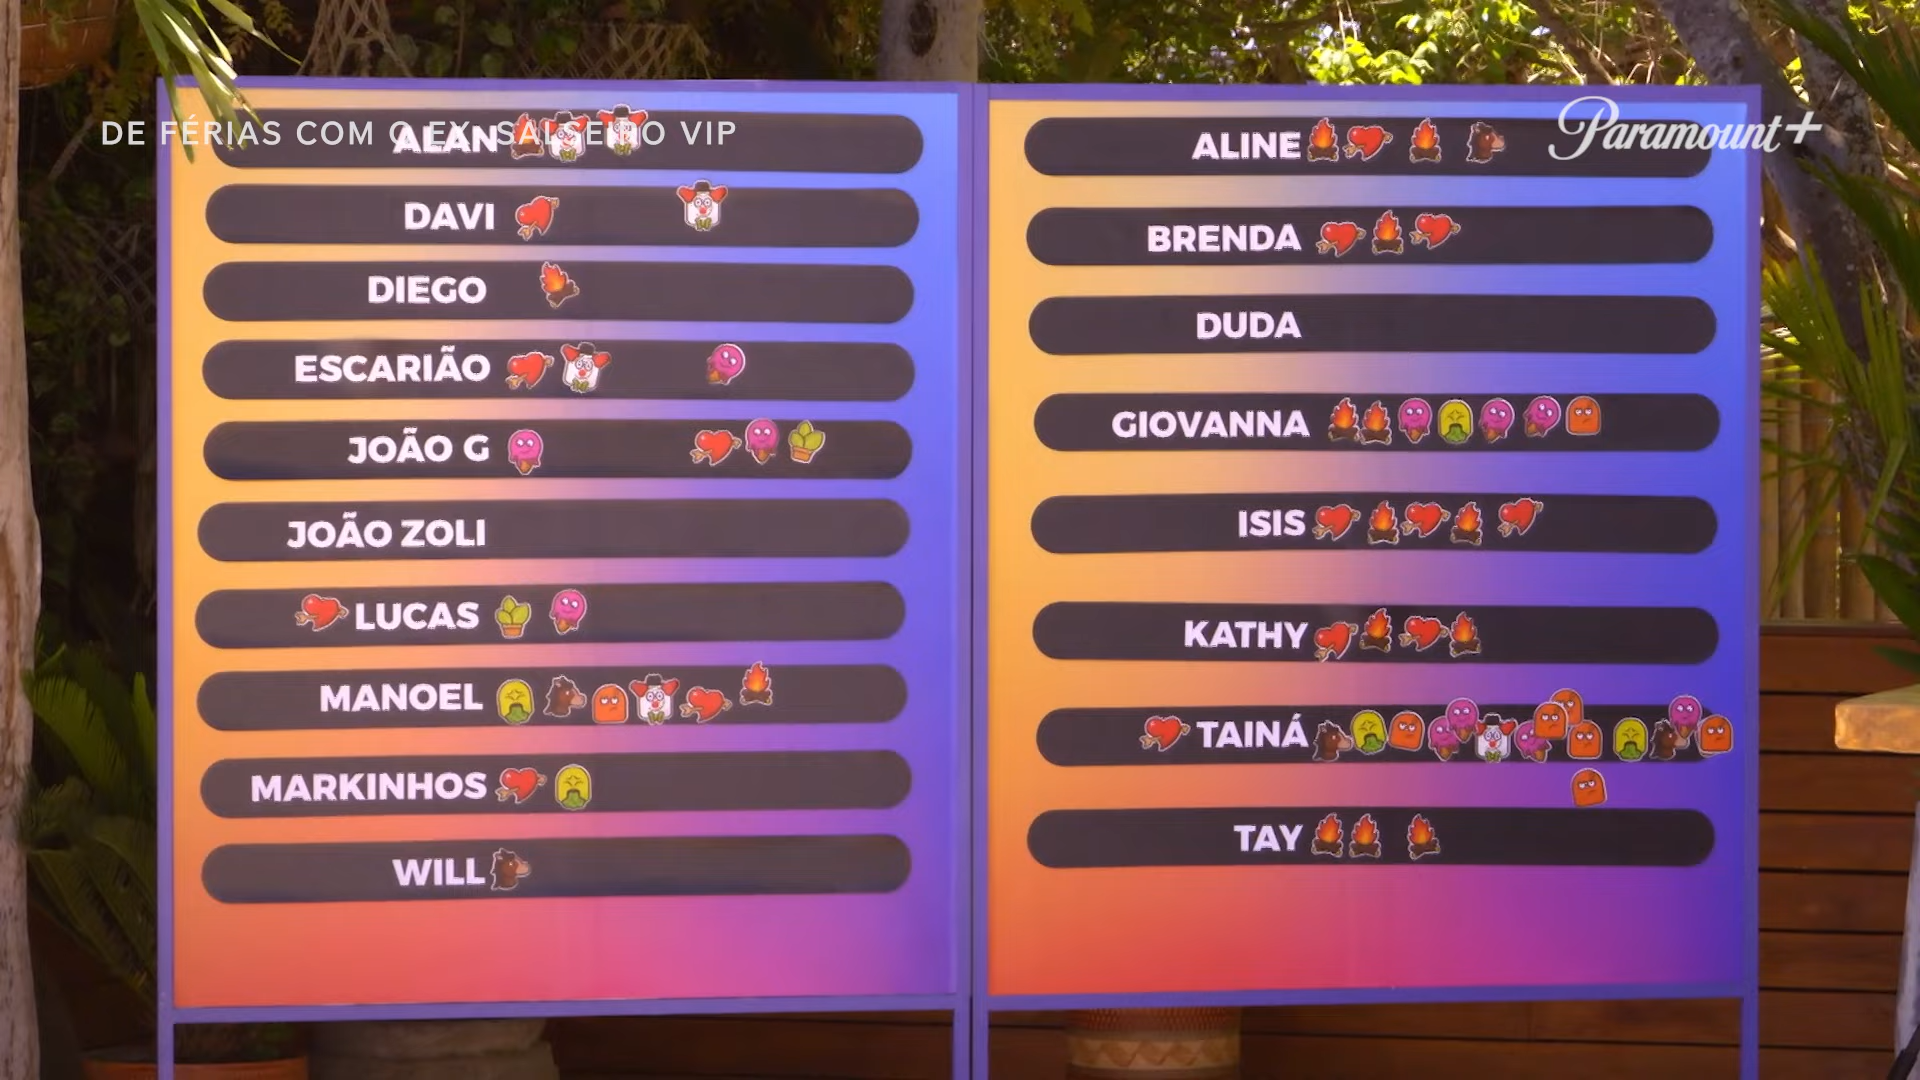 DE FÉRIAS COM O EX SALSEIRO VIP
Paramount+
ALAN
DAVI
DIEGO
ESCARIÃO
JOÃO G
JOÃO ZOLI
LUCAS
MANOEL
MARKINHOS
WILL
ALINE
BRENDA
DUDA
GIOVANNA
ISIS
KATHY
TAINÁ
TAY